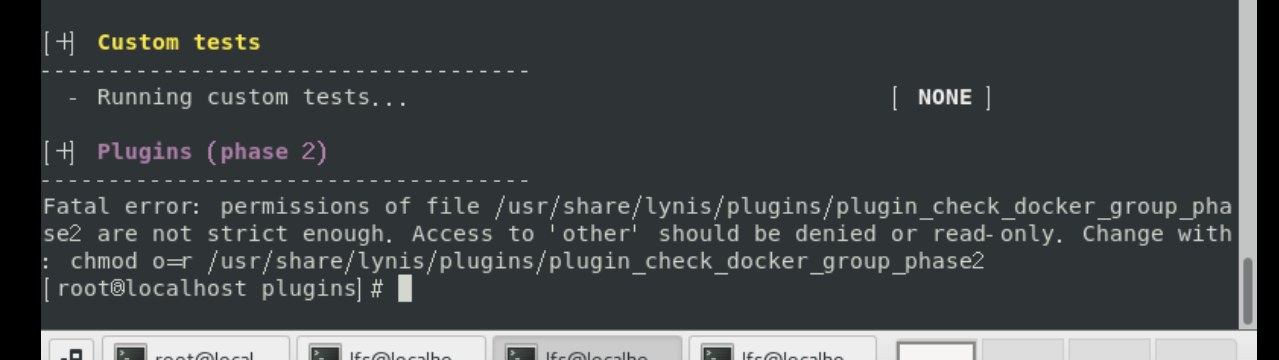 [+] Custom tests
------------------------------------
  - Running custom tests...                                    [ NONE ]
[+] Plugins (phase 2)
------------------------------------
Fatal error: permissions of file /usr/share/lynis/plugins/plugin_check_docker_group_pha
se2 are not strict enough. Access to 'other' should be denied or read-only. Change with
: chmod o=r /usr/share/lynis/plugins/plugin_check_docker_group_phase2
[root@localhost plugins]#
root@local... lfs@localho... lfs@localho... lfs@localho...